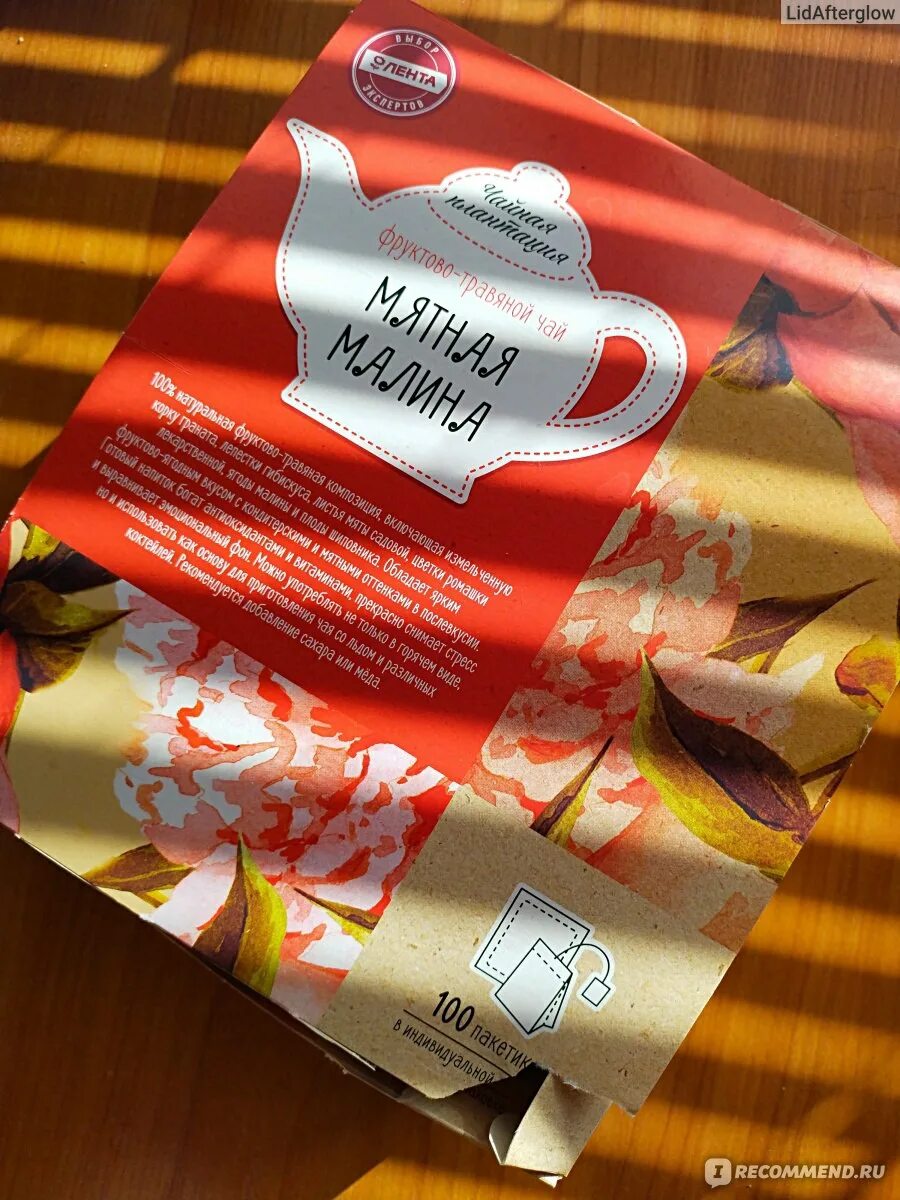 LidAfterglow
ВЫБОР
ЛЕНТА
ЭКСПЕРТОВ
Чайная
плантация
фруктово-травяной чай
МЯТНАЯ
МАЛИНА
100% натуральная фруктово-травяная композиция, включающая измельченную
корку граната, лепестки гибискуса, листья мяты садовой, цветки ромашки
лекарственной, ягоды малины и плоды шиповника. Обладает ярким
фруктово-ягодным вкусом с кондитерскими и мятными оттенками в послевкусии.
Готовый напиток богат антиоксидантами и витаминами, прекрасно снимает стресс
и выравнивает эмоциональный фон. Можно употреблять не только в горячем виде,
но и использовать как основу для приготовления чая со льдом и различных
коктейлей. Рекомендуется добавление сахара или мёда.
100 пакетик
в индивидуальной
I RECOMMEND.RU